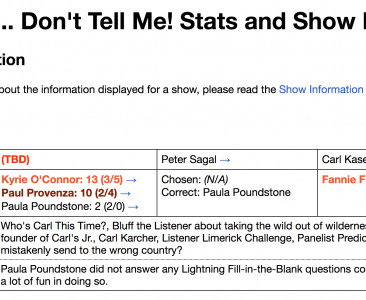 ... Don't Tell Me! Stats and Show
tion
bout the information displayed for a show, please read the Show Information
(TBD) Peter Sagal → Carl Kase
Kyrie O'Connor: 13 (3/5) → Chosen: (N/A) Fannie F
Paul Provenza: 10 (2/4) → Correct: Paula Poundstone
Paula Poundstone: 2 (2/0) →
Who's Carl This Time?, Bluff the Listener about taking the wild out of wildernes
founder of Carl's Jr., Carl Karcher, Listener Limerick Challenge, Panelist Predic
mistakenly send to the wrong country?
Paula Poundstone did not answer any Lightning Fill-in-the-Blank questions co
a lot of fun in doing so.